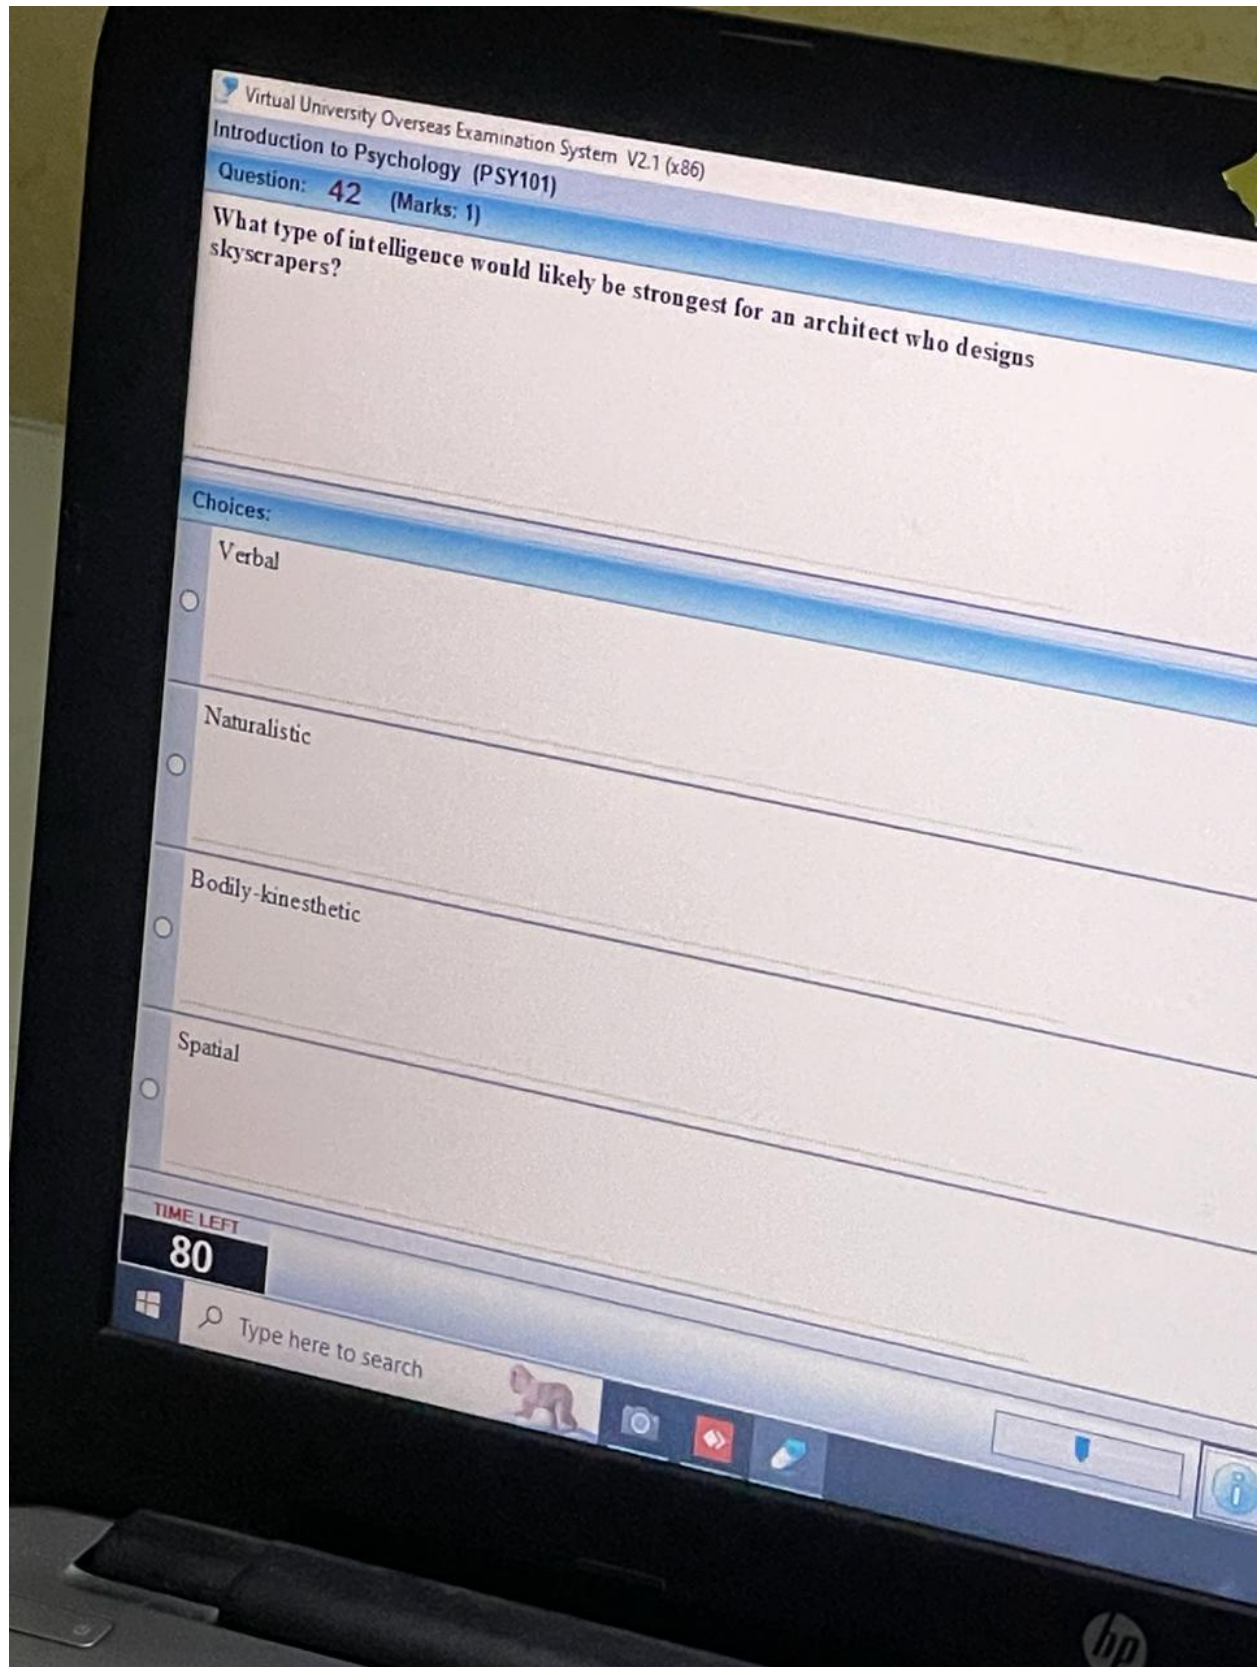 Virtual University Overseas Examination System V2.1 (x86)
Introduction to Psychology (PSY101)
Question: 42 (Marks: 1)
What type of intelligence would likely be strongest for an architect who designs
skyscrapers?
Choices:
Verbal
Naturalistic
Bodily-kinesthetic
Spatial
TIME LEFT
80
Type here to search
i
hp